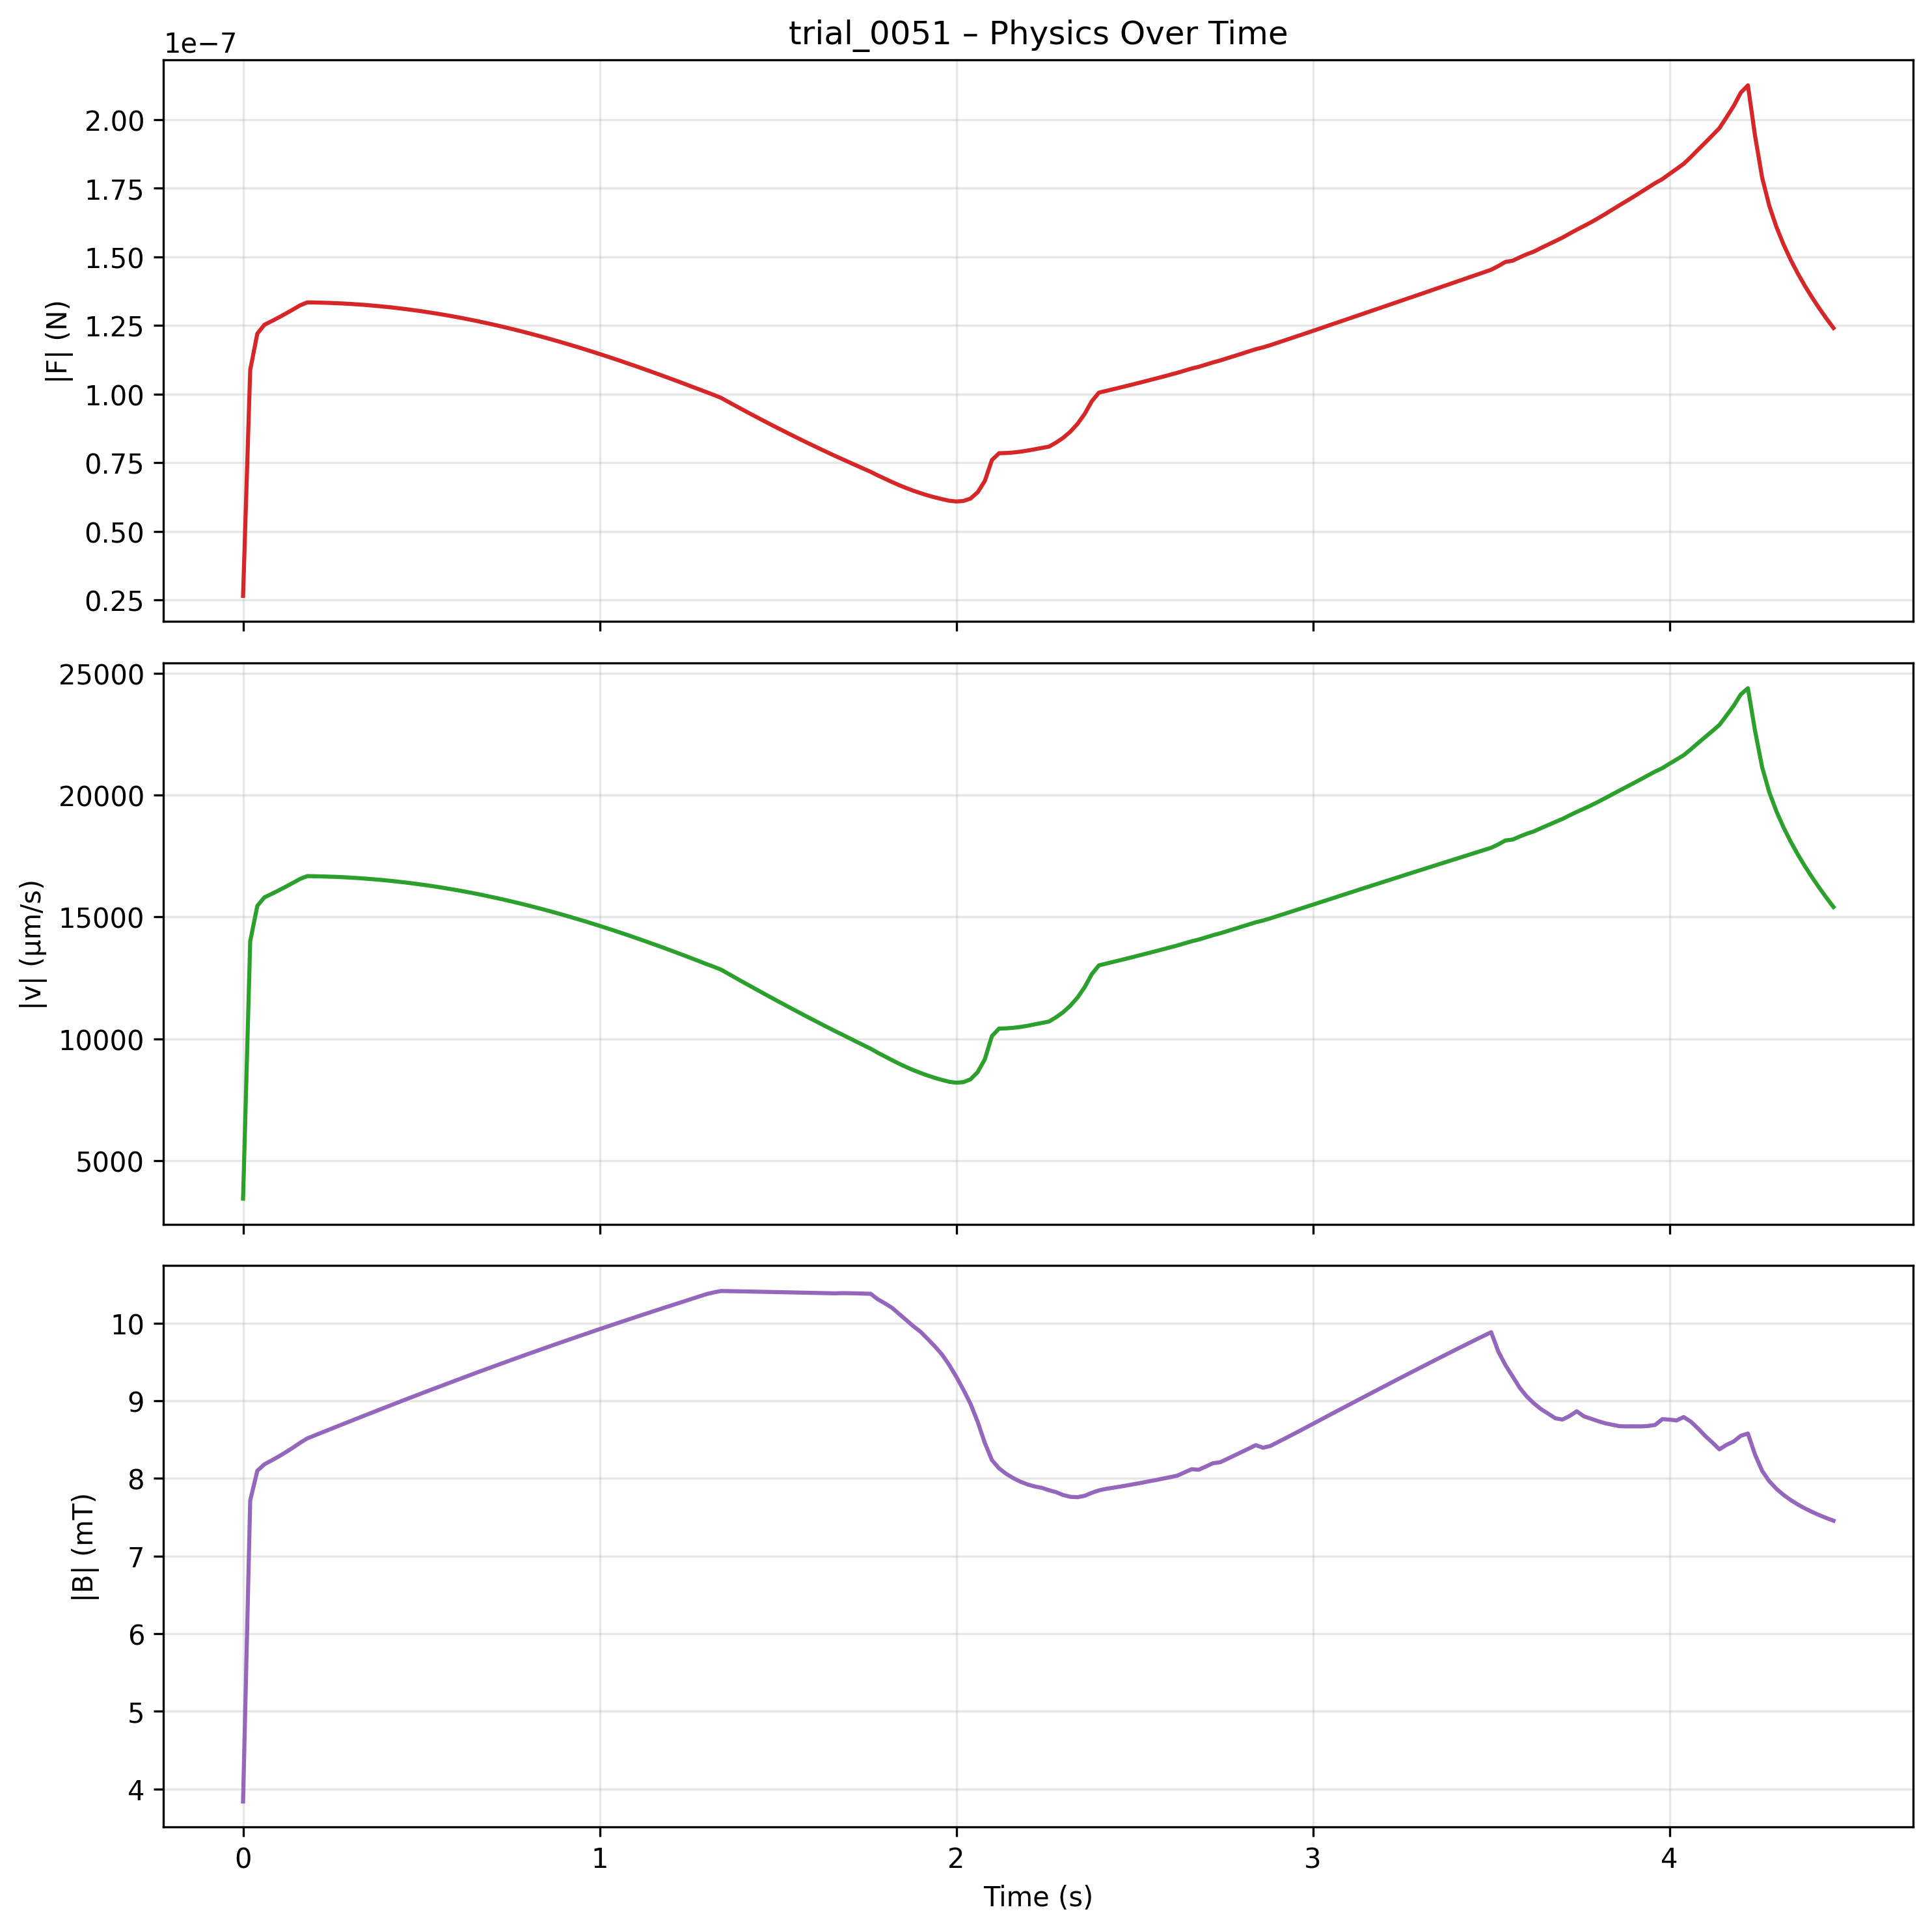 trial_0051 – Physics Over Time
1e−7
2.00
1.75
1.50
1.25
1.00
0.75
0.50
0.25
|F| (N)
25000
20000
15000
10000
5000
|v| (µm/s)
10
9
8
7
6
5
4
|B| (mT)
0 1 2 3 4
Time (s)